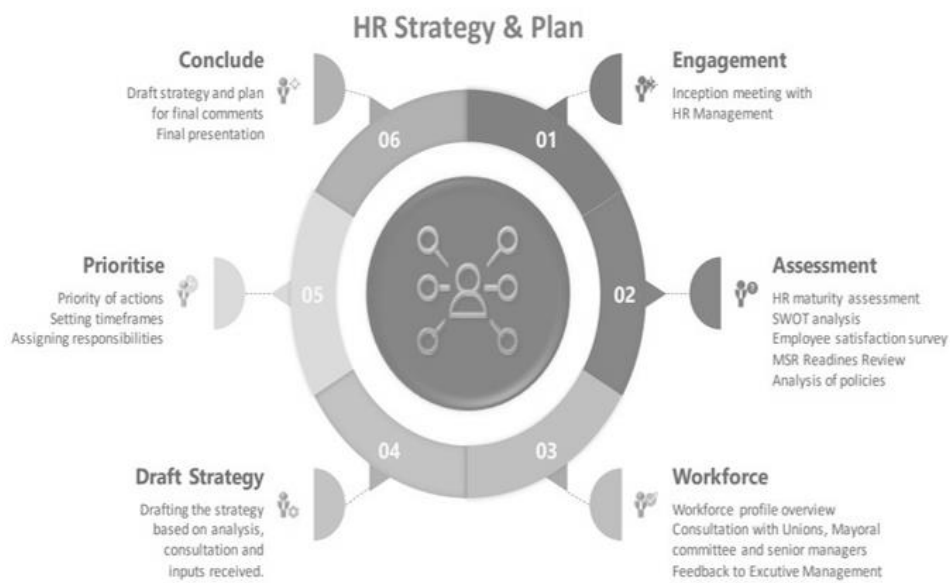 HR Strategy & Plan
01
Engagement
Inception meeting with
HR Management
02
Assessment
HR maturity assessment
SWOT analysis
Employee satisfaction survey
MSR Readines Review
Analysis of policies
03
Workforce
Workforce profile overview
Consultation with Unions, Mayoral
committee and senior managers
Feedback to Excutive Management
04
Draft Strategy
Drafting the strategy
based on analysis,
consultation and
inputs received.
05
Prioritise
Priority of actions
Setting timeframes
Assigning responsibilities
06
Conclude
Draft strategy and plan
for final comments
Final presentation